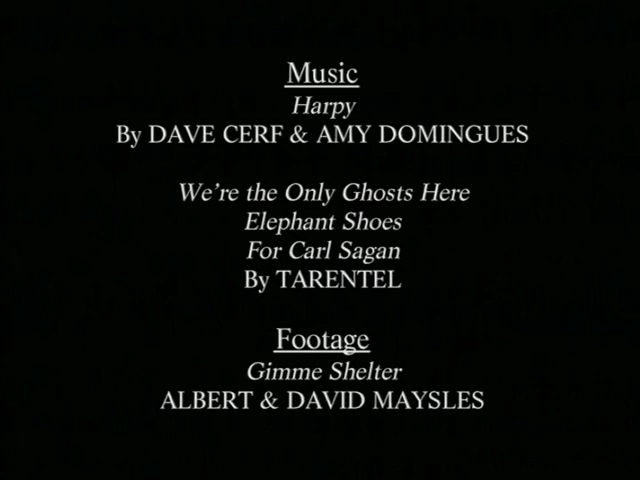 Music
Harpy
By DAVE CERF & AMY DOMINGUES
We're the Only Ghosts Here
Elephant Shoes
For Carl Sagan
By TARENTEL
Footage
Gimme Shelter
ALBERT & DAVID MAYSLES